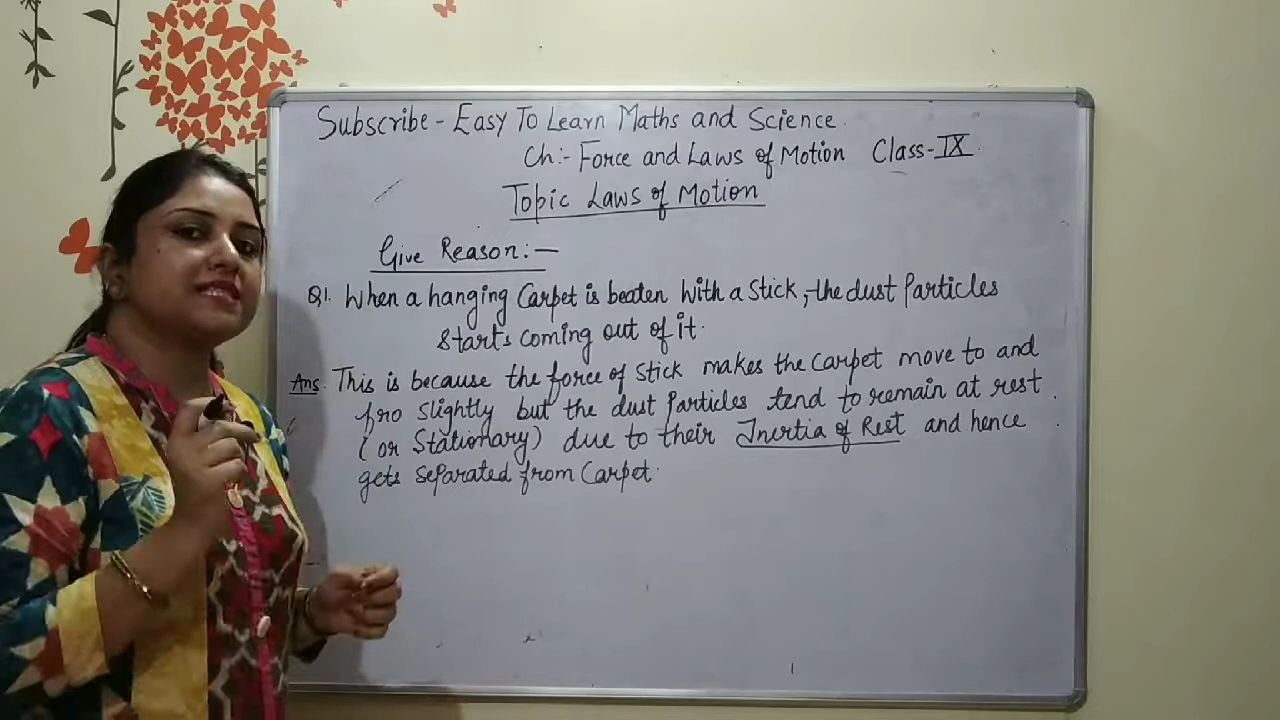 Subscribe - Easy To Learn Maths and Science.
Ch:- Force and Laws of Motion Class-IX
Topic Laws of Motion
Give Reason:-
Q1. When a hanging Carpet is beaten with a Stick, the dust Particles
starts coming out of it.
Ans. This is because the force of Stick makes the Carpet move to and
fro slightly but the dust Particles tend to remain at rest.
(or Stationary) due to their Inertia of Rest and hence
gets separated from Carpet.